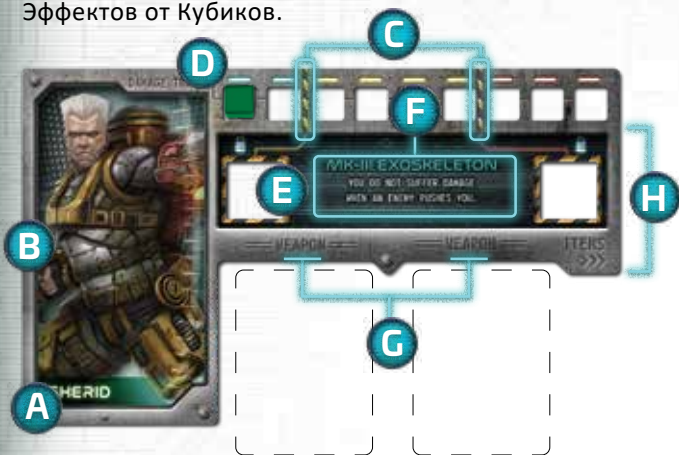 Эффектов от Кубиков.
C
D
DAMAGE TRACK
F
MK-III EXOSKELETON
YOU DO NOT SUFFER DAMAGE
WHEN AN ENEMY PUSHES YOU.
E
H
B
WEAPON
WEAPON
ITEMS
>>>
G
HERID
A